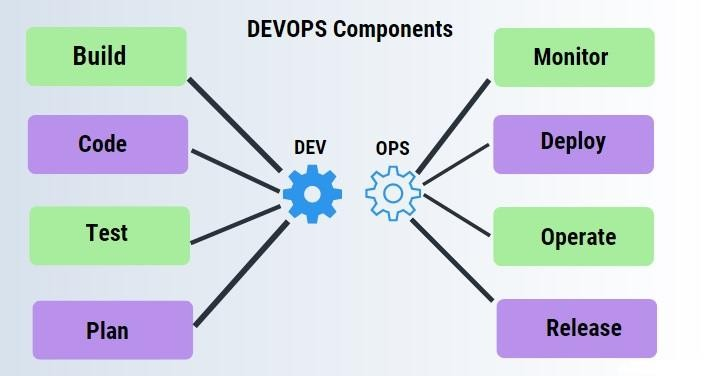 DEVOPS Components
Build
Code
Test
Plan
DEV
OPS
Monitor
Deploy
Operate
Release